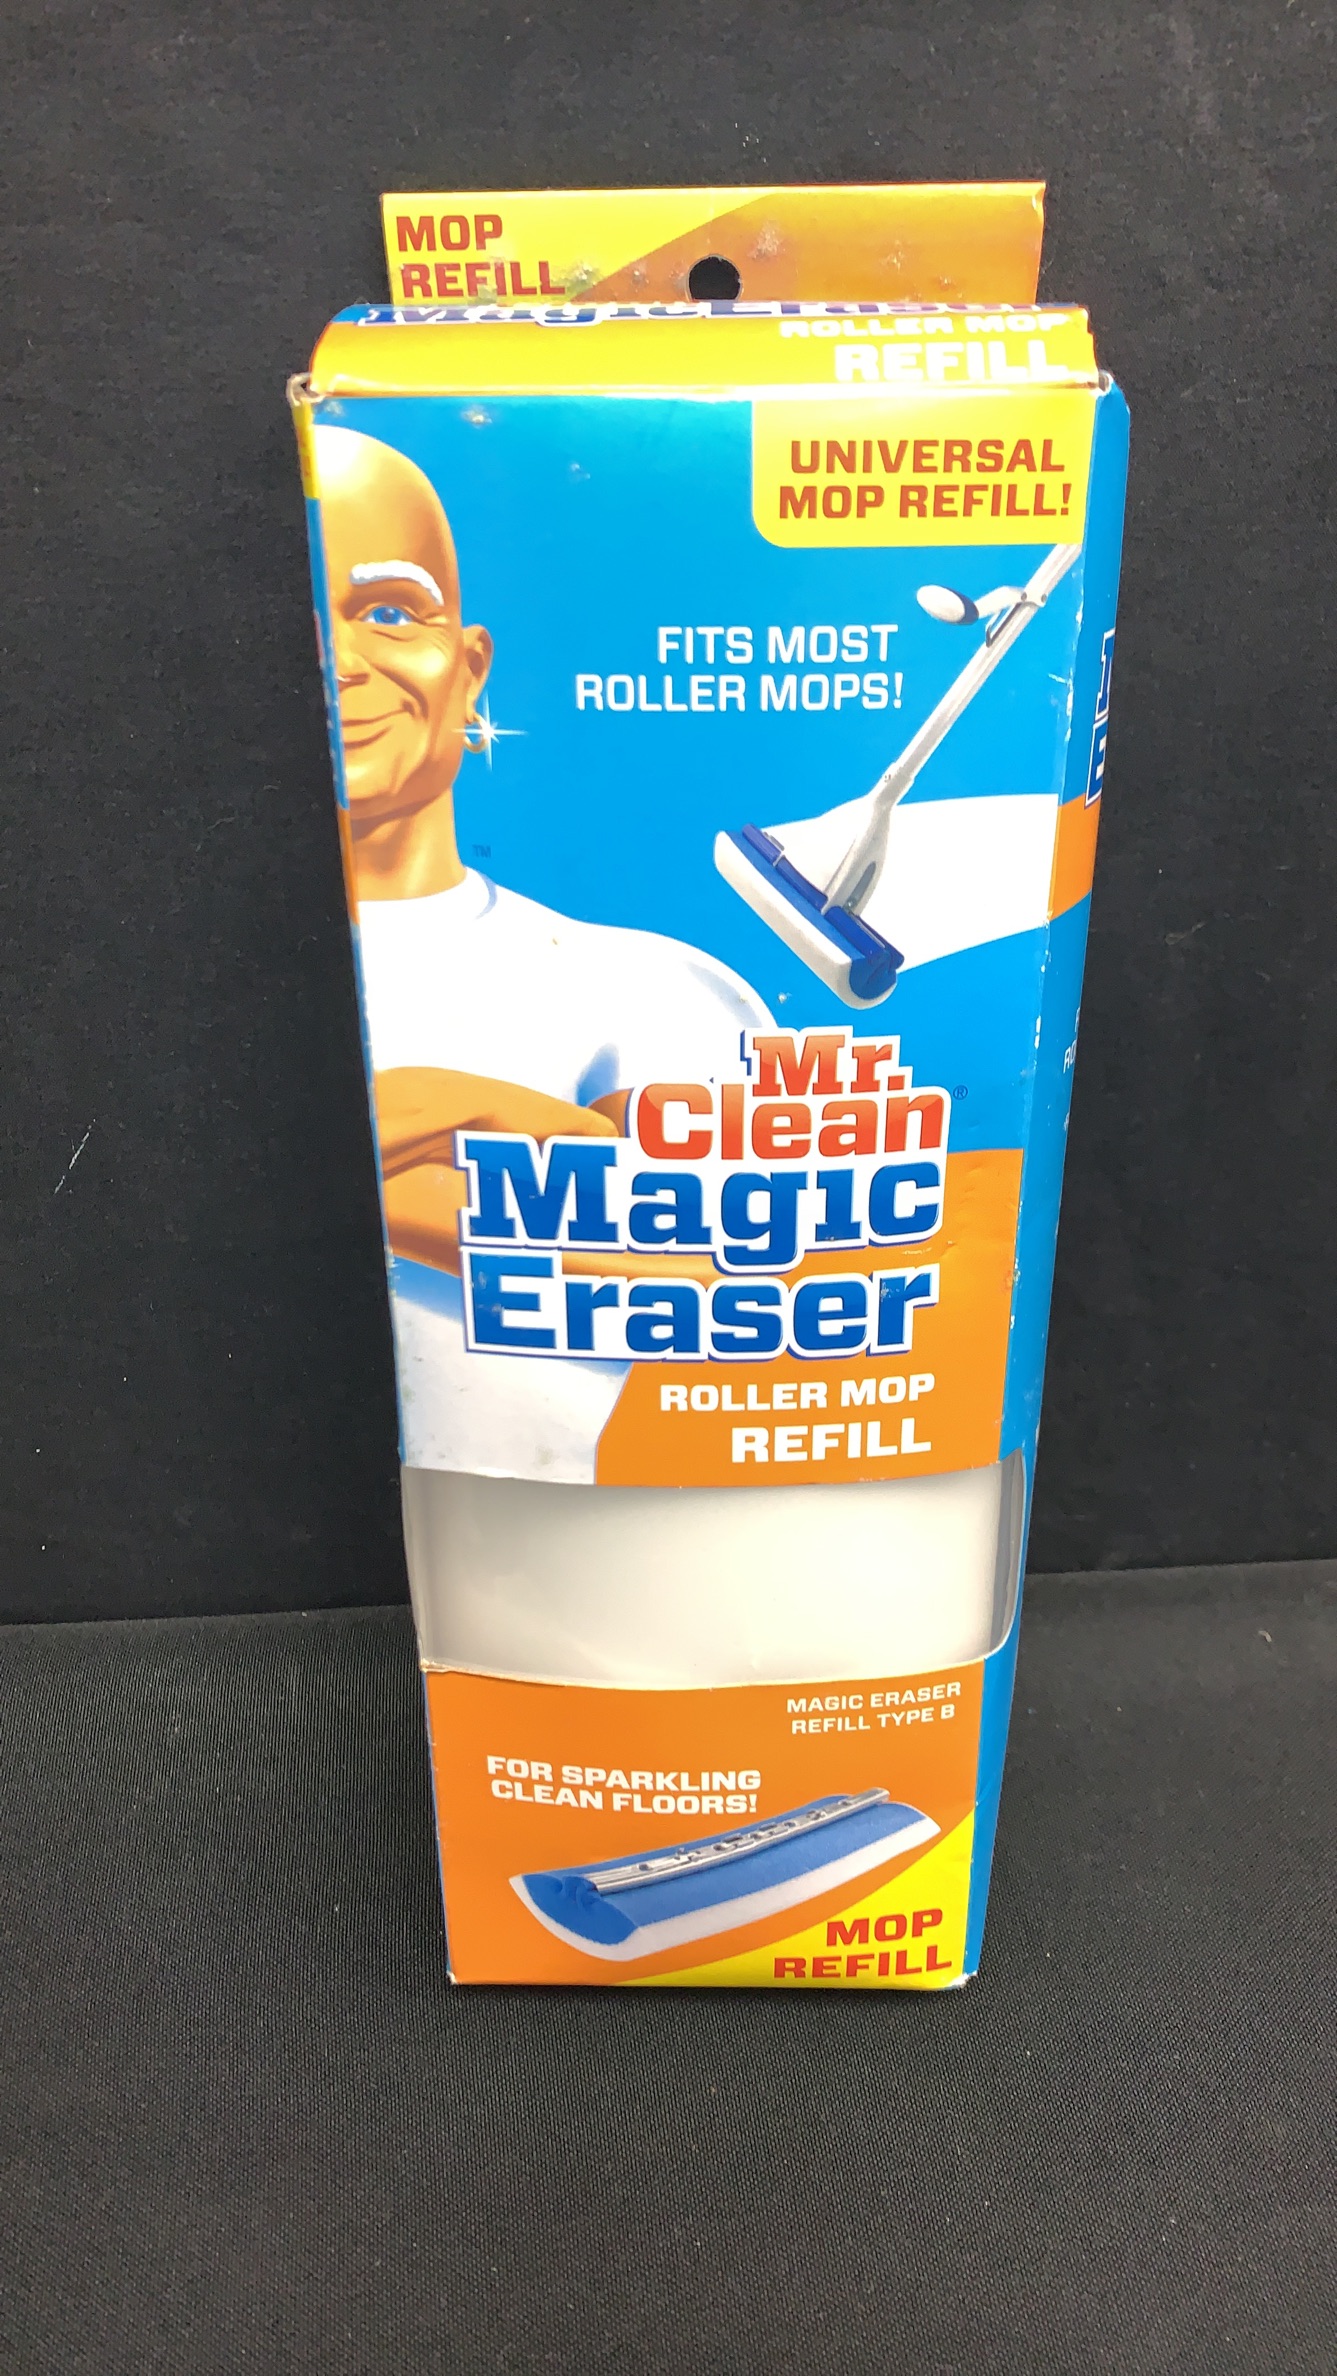 MOP
REFILL
Magic Eraser
ROLLER MOP
REFILL
UNIVERSAL
MOP REFILL!
FITS MOST
ROLLER MOPS!
TM
Mr.
Clean®
Magic
Eraser
ROLLER MOP
REFILL
MAGIC ERASER
REFILL TYPE B
FOR SPARKLING
CLEAN FLOORS!
MOP
REFILL